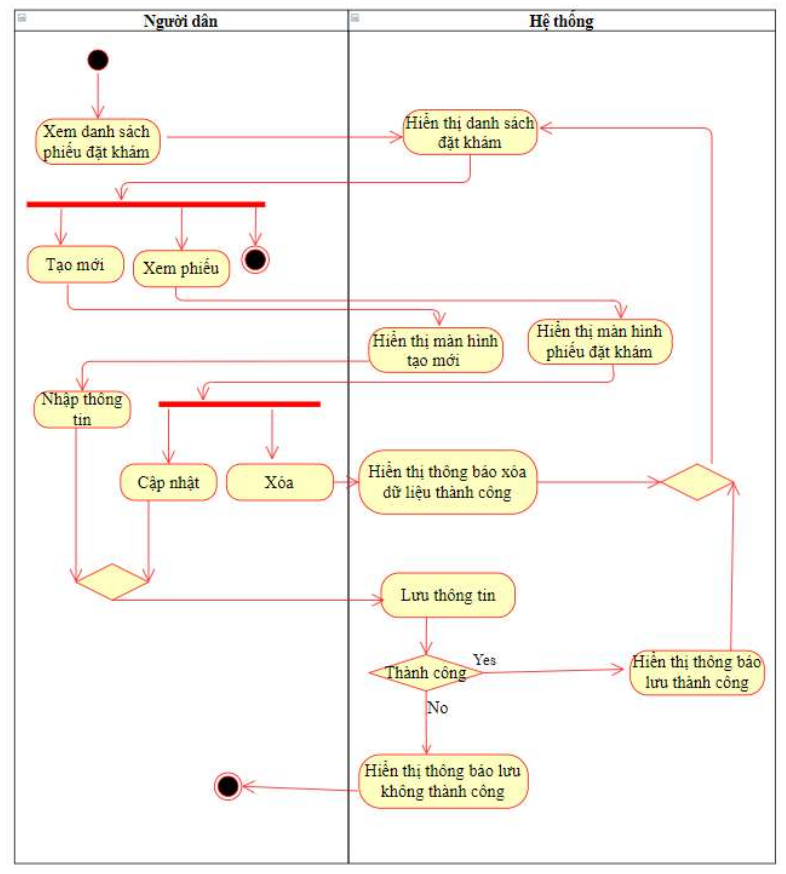 Người dân
Hệ thống
Xem danh sách
phiếu đặt khám
Hiển thị danh sách
đặt khám
Tạo mới
Xem phiếu
Hiển thị màn hình
tạo mới
Hiển thị màn hình
phiếu đặt khám
Nhập thông
tin
Cập nhật
Xóa
Hiển thị thông báo xóa
dữ liệu thành công
Lưu thông tin
Thành công
Yes
Hiển thị thông báo
lưu thành công
No
Hiển thị thông báo lưu
không thành công